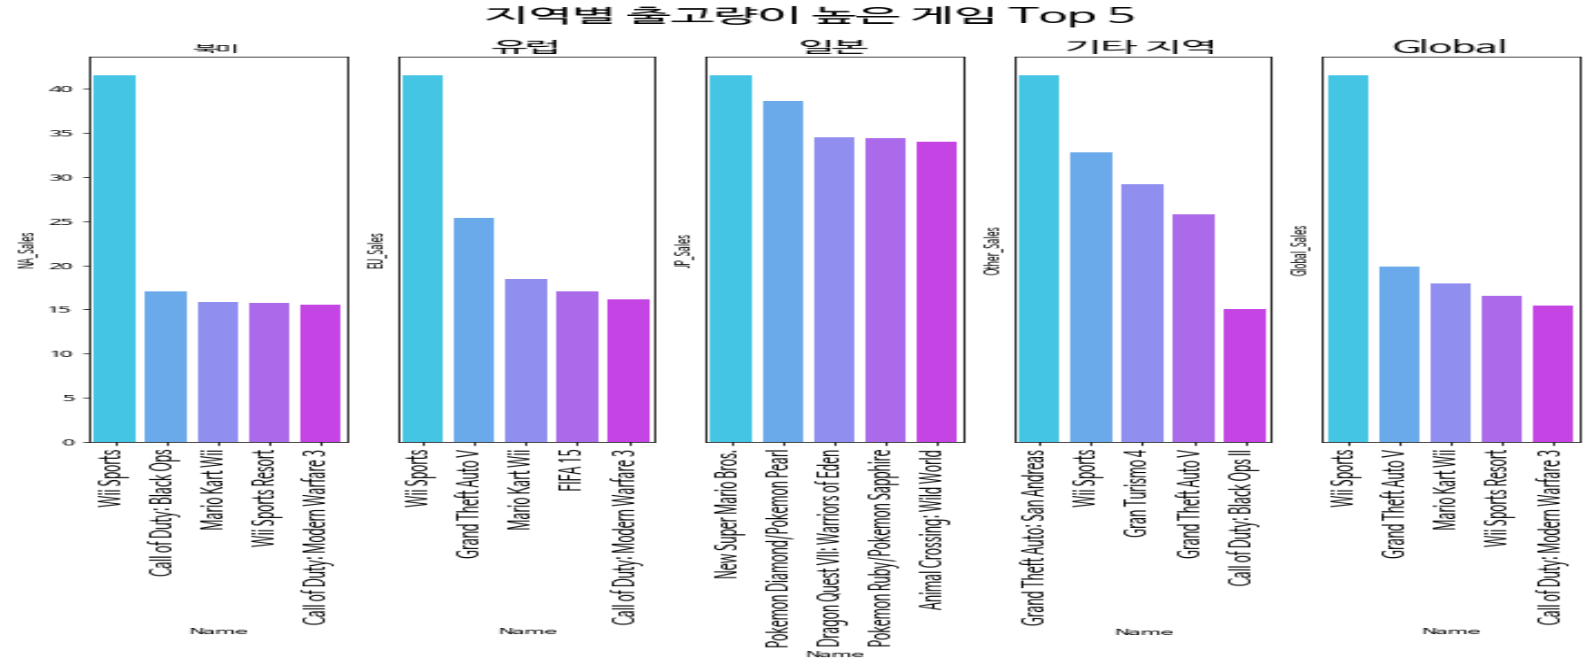 지역별 출고량이 높은 게임 Top 5
북미
유럽
일본
기타 지역
Global
NA_Sales
40
35
30
25
20
15
10
5
0
Wii Sports
Call of Duty: Black Ops
Mario Kart Wii
Wii Sports Resort
Call of Duty: Modern Warfare 3
Name
EU_Sales
Wii Sports
Grand Theft Auto V
Mario Kart Wii
FIFA 15
Call of Duty: Modern Warfare 3
Name
JP_Sales
New Super Mario Bros.
Pokemon Diamond/Pokemon Pearl
Dragon Quest VII: Warriors of Eden
Pokemon Ruby/Pokemon Sapphire
Animal Crossing: Wild World
Name
Other_Sales
Grand Theft Auto: San Andreas
Wii Sports
Gran Turismo 4
Grand Theft Auto V
Call of Duty: Black Ops II
Name
Global_Sales
Wii Sports
Grand Theft Auto V
Mario Kart Wii
Wii Sports Resort
Call of Duty: Modern Warfare 3
Name